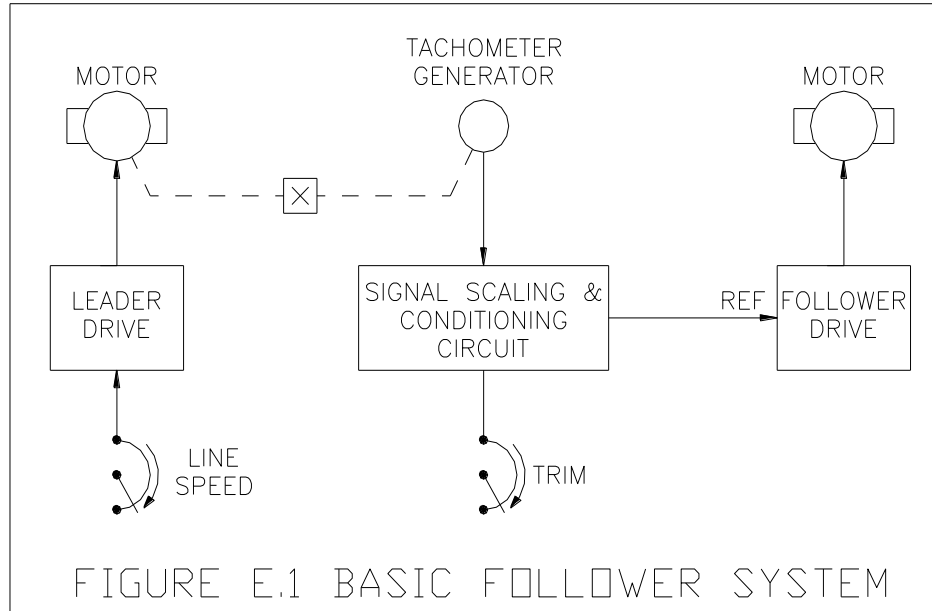 MOTOR
TACHOMETER
GENERATOR
MOTOR
LEADER
DRIVE
SIGNAL SCALING &
CONDITIONING
CIRCUIT
REF
FOLLOWER
DRIVE
LINE
SPEED
TRIM
FIGURE E.1 BASIC FOLLOWER SYSTEM